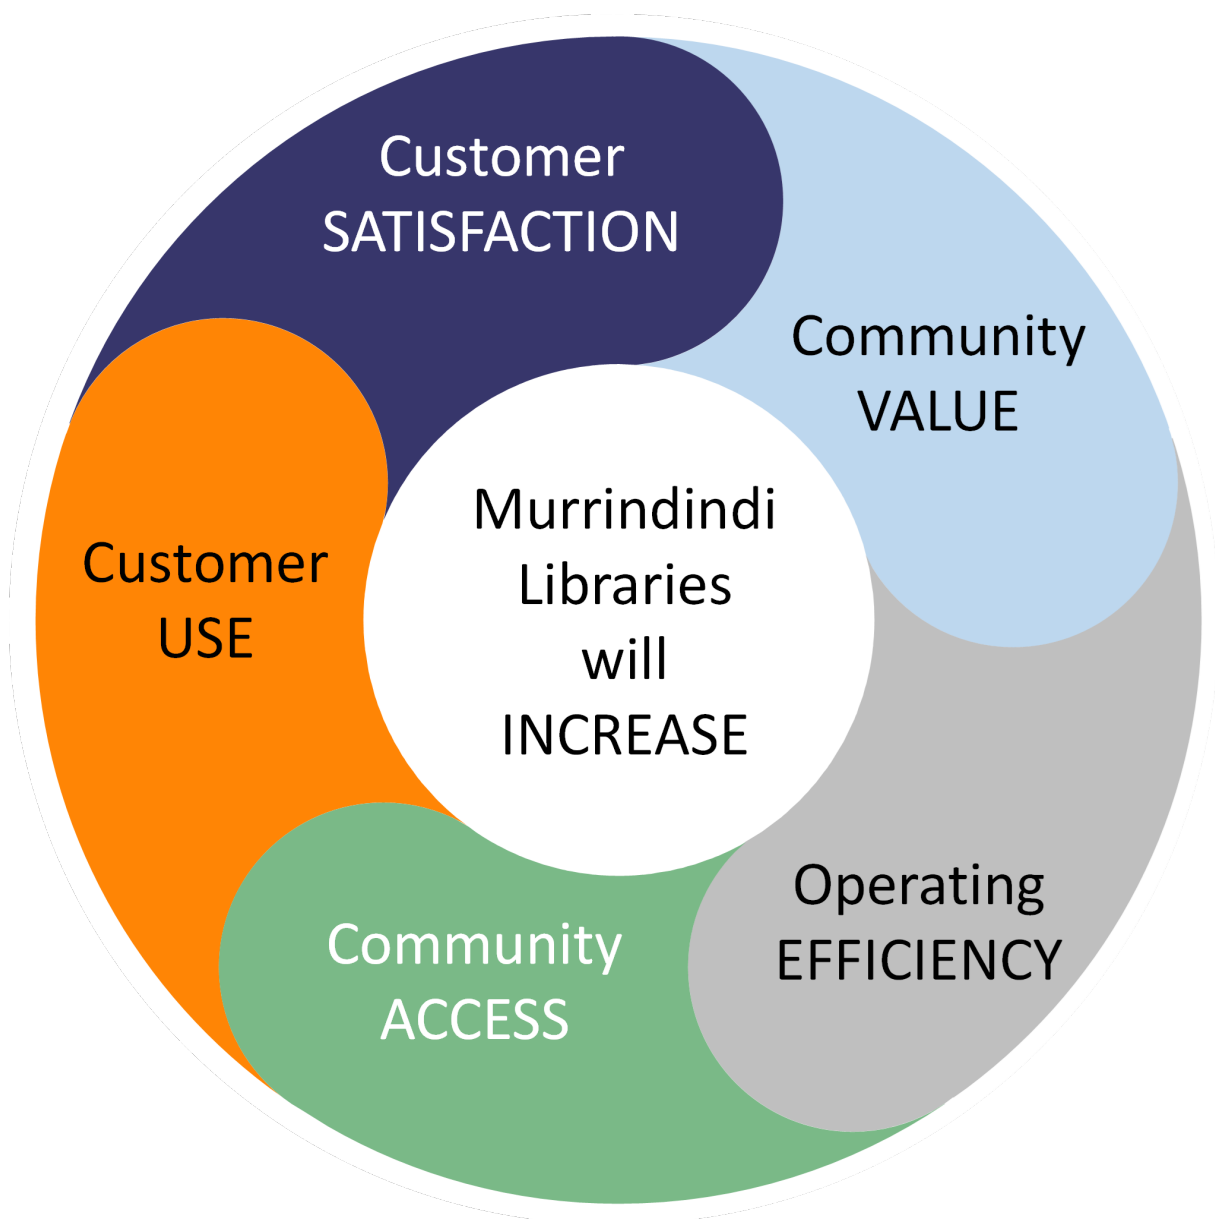 Customer
SATISFACTION
Community
VALUE
Murrindindi
Libraries
will
INCREASE
Customer
USE
Operating
EFFICIENCY
Community
ACCESS